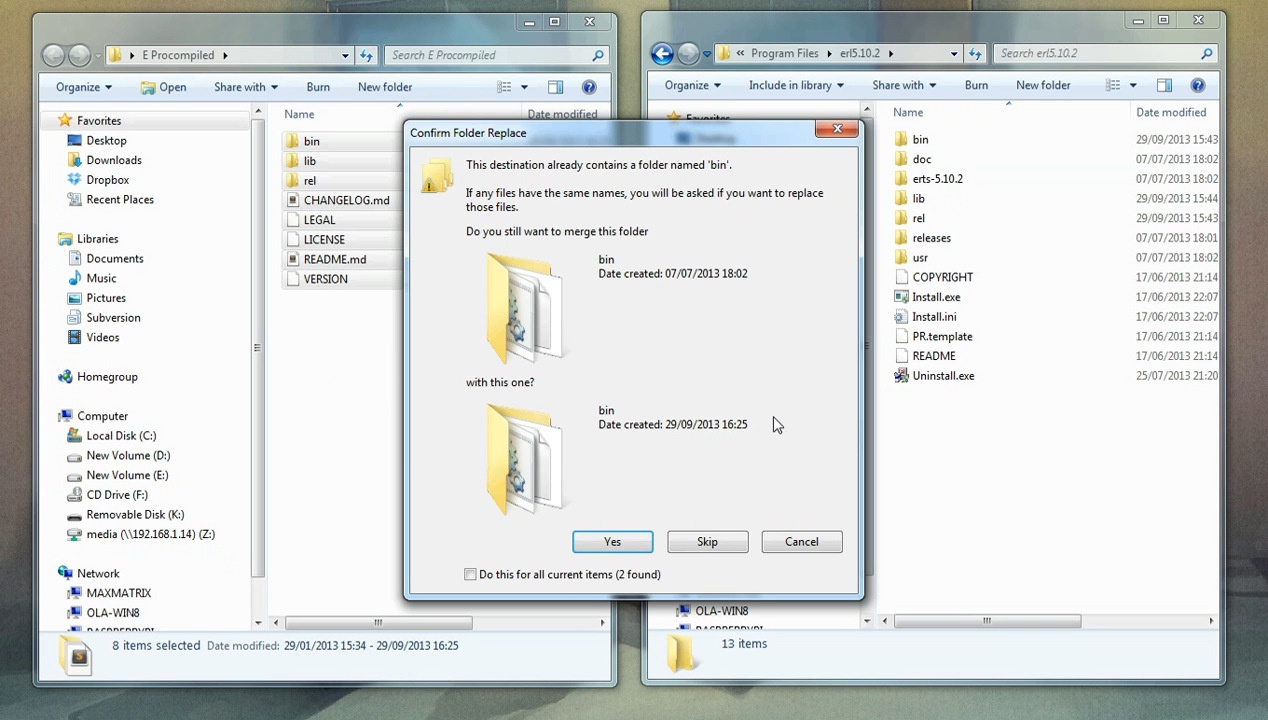 E Procompiled
Search E Procompiled
Organize
Open
Share with
Burn
New folder
Favorites
Desktop
Downloads
Dropbox
Recent Places
Libraries
Documents
Music
Pictures
Subversion
Videos
Homegroup
Computer
Local Disk (C:)
New Volume (D:)
New Volume (E:)
CD Drive (F:)
Removable Disk (K:)
media (\\192.168.1.14) (Z:)
Network
MAXMATRIX
OLA-WIN8
Name
Date modified
bin
lib
rel
CHANGELOG.md
LEGAL
LICENSE
README.md
VERSION
8 items selected Date modified: 29/01/2013 15:34 - 29/09/2013 16:25
Confirm Folder Replace
This destination already contains a folder named 'bin'.
If any files have the same names, you will be asked if you want to replace
those files.
Do you still want to merge this folder
bin
Date created: 07/07/2013 18:02
with this one?
bin
Date created: 29/09/2013 16:25
Yes
Skip
Cancel
Do this for all current items (2 found)
« Program Files
erl5.10.2
Search erl5.10.2
Organize
Include in library
Share with
Burn
New folder
Favorites
Desktop
OLA-WIN8
Name
Date modified
bin 29/09/2013 15:43
doc 07/07/2013 18:02
erts-5.10.2 07/07/2013 18:02
lib 29/09/2013 15:44
rel 29/09/2013 15:43
releases 07/07/2013 18:01
usr 07/07/2013 18:02
COPYRIGHT 17/06/2013 21:14
Install.exe 17/06/2013 22:07
Install.ini 17/06/2013 22:07
PR.template 17/06/2013 21:14
README 17/06/2013 21:14
Uninstall.exe 25/07/2013 21:20
13 items